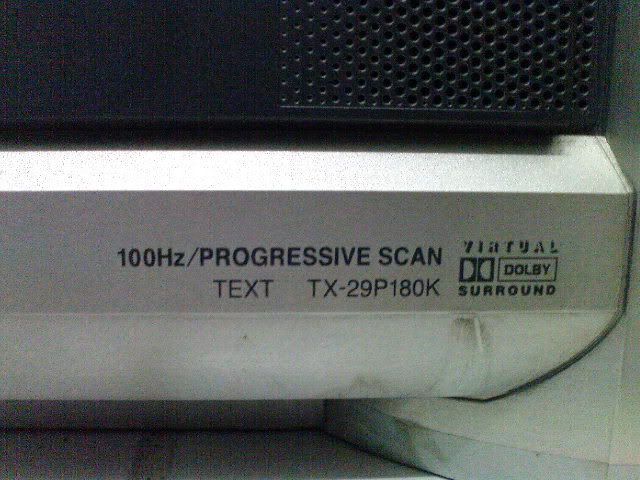 100Hz/PROGRESSIVE SCAN
TEXT TX-29P180K
VIRTUAL
DOLBY
SURROUND